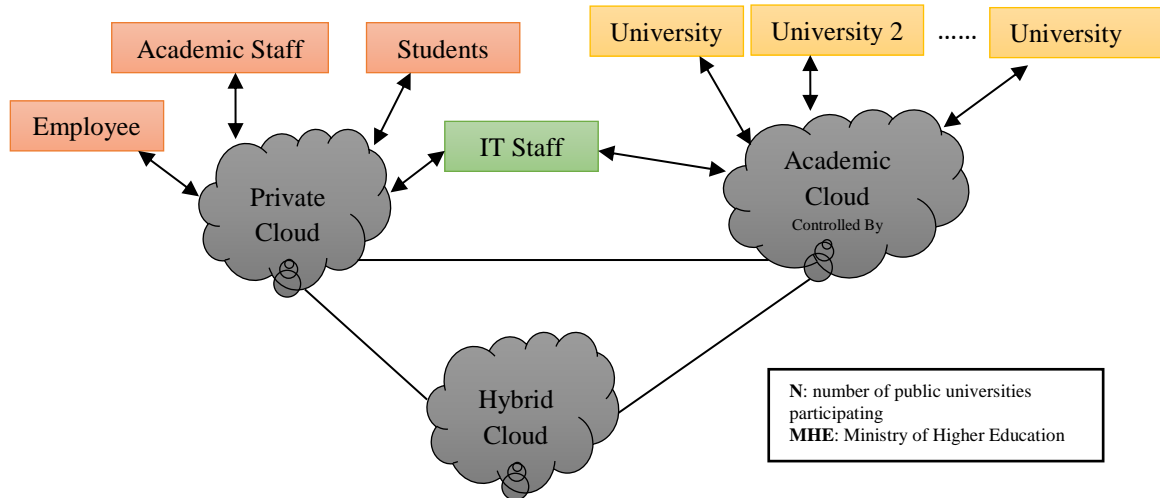 Academic Staff
Students
University
University 2
......
University
Employee
IT Staff
Private
Cloud
Academic
Cloud
Controlled By
Hybrid
Cloud
N: number of public universities
participating
MHE: Ministry of Higher Education